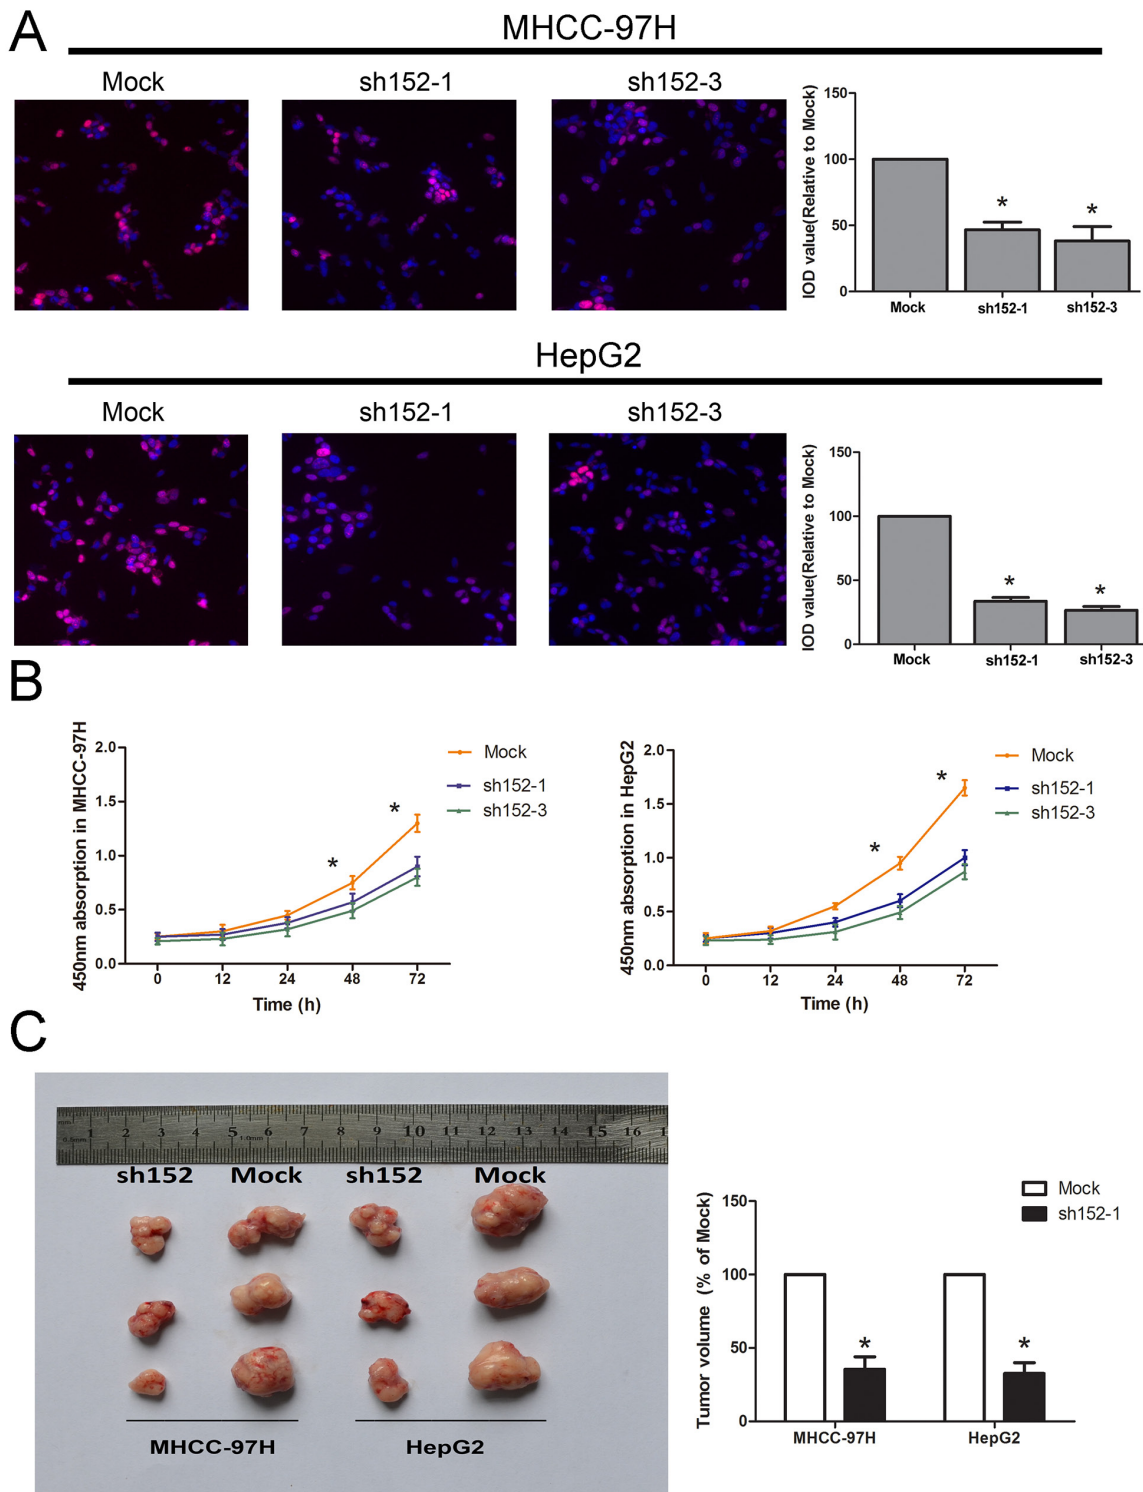 A
MHCC-97H
Mock
sh152-1
sh152-3
IOD value(Relative to Mock)
150
100
50
0
Mock
sh152-1
sh152-3
HepG2
Mock
sh152-1
sh152-3
IOD value(Relative to Mock)
150
100
50
0
Mock
sh152-1
sh152-3
B
450nm absorption in MHCC-97H
2.0
1.5
1.0
0.5
0.0
*
*
0 12 24 48 72
Time (h)
Mock
sh152-1
sh152-3
450nm absorption in HepG2
2.0
1.5
1.0
0.5
0.0
*
*
0 12 24 48 72
Time (h)
Mock
sh152-1
sh152-3
C
1 2 3 4 5 6 7 8 9 10 11 12 13 14 15 16
0.5mm
1.0mm
sh152 Mock sh152 Mock
MHCC-97H HepG2
Tumor volume (% of Mock)
150
100
50
0
Mock
sh152-1
*
*
MHCC-97H HepG2